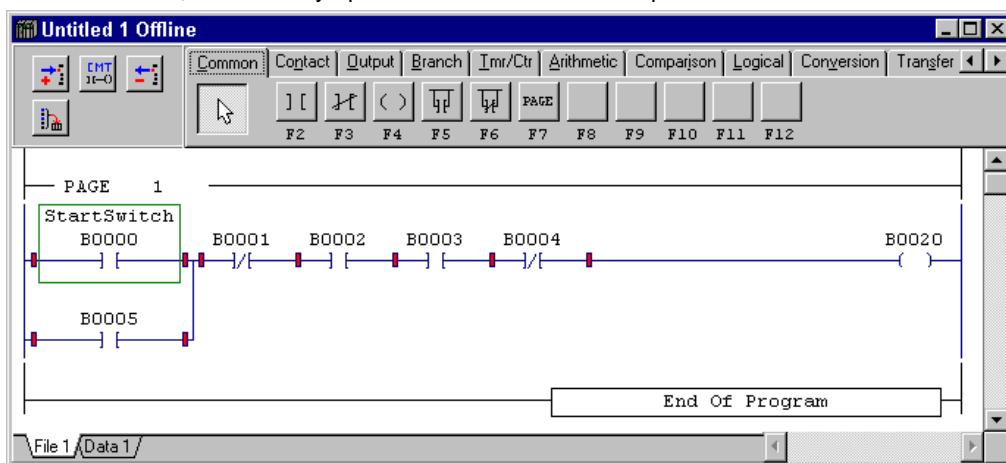 Untitled 1 Offline
CMT
Common Contact Output Branch Tmr/Ctr Arithmetic Comparison Logical Conversion Transfer
PAGE
F2 F3 F4 F5 F6 F7 F8 F9 F10 F11 F12
PAGE 1
StartSwitch
B0000 B0001 B0002 B0003 B0004 B0020
B0005
End Of Program
File 1 Data 1